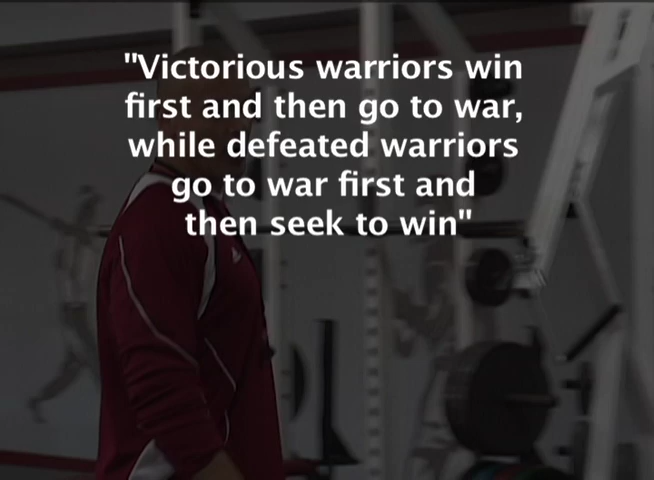 "Victorious warriors win
first and then go to war,
while defeated warriors
go to war first and
then seek to win"